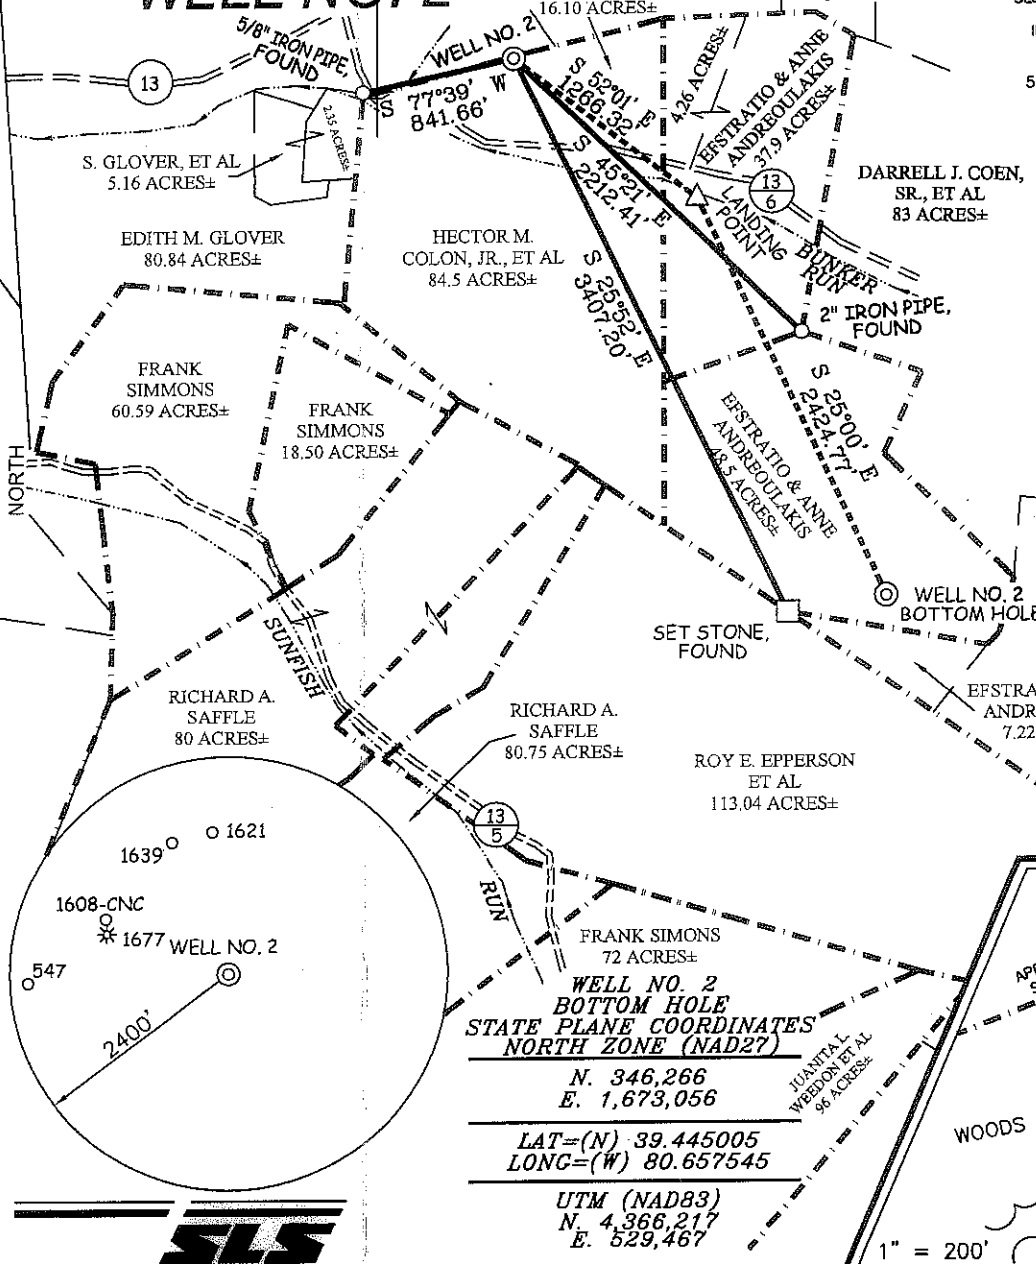 16.10 ACRES±
5/8" IRON PIPE,
FOUND
WELL NO. 2
13
S 77°39' W
841.66'
S 52°01' E
1266.32'
4.26 ACRES±
EFSTRATIO & ANNE
ANDREOULAKIS
37.9 ACRES±
2.35 ACRES±
S. GLOVER, ET AL
5.16 ACRES±
S 45°21' E
2212.41'
13
6
DARRELL J. COEN,
SR., ET AL
83 ACRES±
LANDING
POINT
EDITH M. GLOVER
80.84 ACRES±
HECTOR M.
COLON, JR., ET AL
84.5 ACRES±
BUNKER
RUN
S 25°52' E
3407.20'
2" IRON PIPE,
FOUND
FRANK
SIMMONS
60.59 ACRES±
FRANK
SIMMONS
18.50 ACRES±
S 25°00' E
2424.77'
EFSTRATIO & ANNE
ANDREOULAKIS
48.5 ACRES±
NORTH
WELL NO. 2
BOTTOM HOLE
SET STONE,
FOUND
SUNFISH
RICHARD A.
SAFFLE
80 ACRES±
RICHARD A.
SAFFLE
80.75 ACRES±
EFSTRA
ANDR
7.22
ROY E. EPPERSON
ET AL
113.04 ACRES±
13
5
1621
1639
1608-CNC
1677
WELL NO. 2
547
2400'
RUN
FRANK SIMONS
72 ACRES±
WELL NO. 2
BOTTOM HOLE
STATE PLANE COORDINATES
NORTH ZONE (NAD27)
N. 346,266
E. 1,673,056
LAT=(N) 39.445005
LONG=(W) 80.657545
UTM (NAD83)
N. 4,366,217
E. 529,467
JUANITA L.
WEEDON ET AL
96 ACRES±
WOODS
SLS
1" = 200'